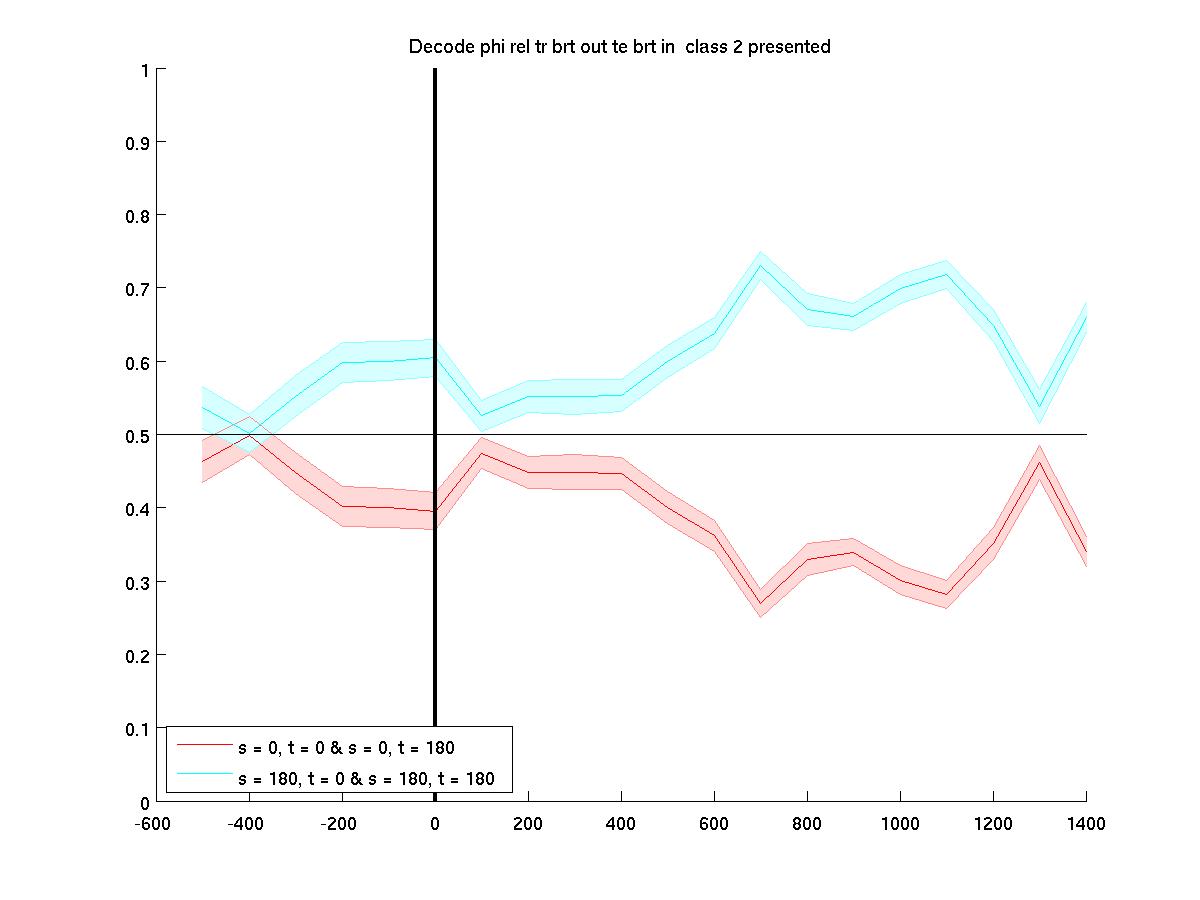 Decode phi rel tr brt out te brt in  class 2 presented
1
0.9
0.8
0.7
0.6
0.5
0.4
0.3
0.2
0.1
0
s = 0, t = 0 & s = 0, t = 180
s = 180, t = 0 & s = 180, t = 180
-600 -400 -200 0 200 400 600 800 1000 1200 1400